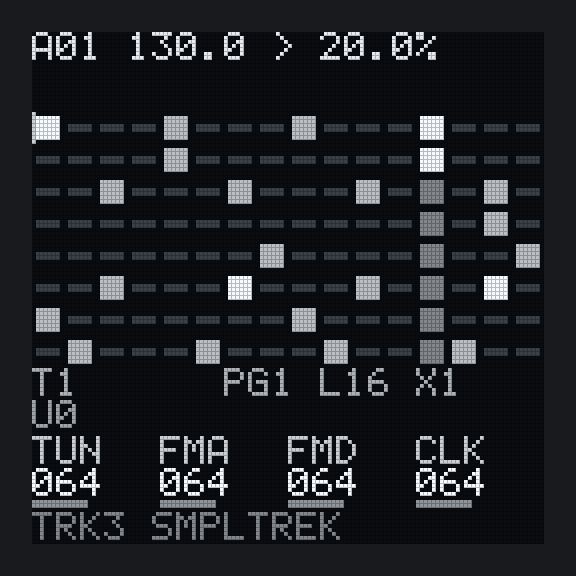 A01 130.0 > 20.0%
T1 PG1 L16 X1
U0
TUN FMA FMD CLK
064 064 064 064
TRK3 SMPLTREK